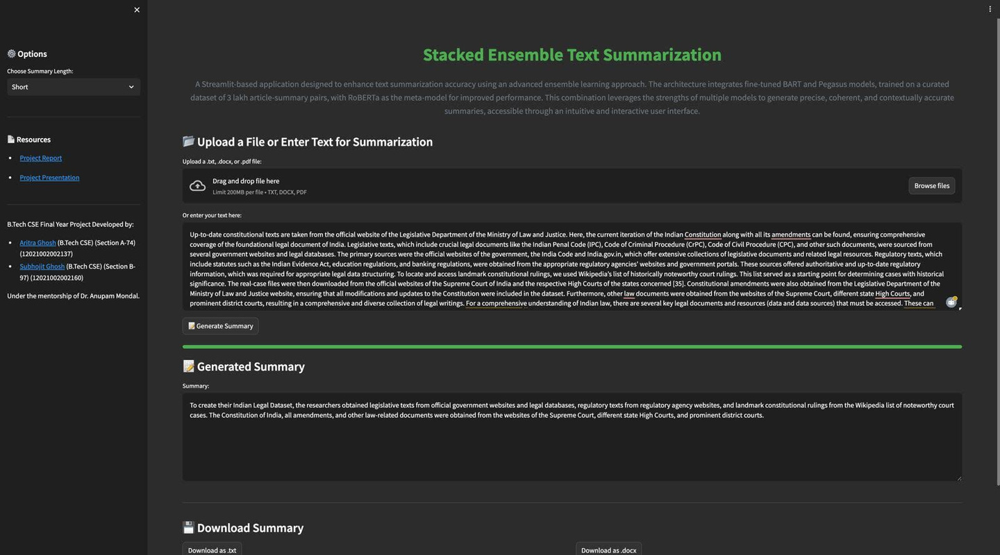 Options
Choose Summary Length:
Short
Resources
Project Report
Project Presentation
B.Tech CSE Final Year Project Developed by:
Aritra Ghosh (B.Tech CSE) (Section A-74)
(12021002002137)
Subhojit Ghosh (B.Tech CSE) (Section B-
97) (12021002002160)
Under the mentorship of Dr. Anupam Mondal.
Stacked Ensemble Text Summarization
A Streamlit-based application designed to enhance text summarization accuracy using an advanced ensemble learning approach. The architecture integrates fine-tuned BART and Pegasus models, trained on a curated
dataset of 3 lakh article-summary pairs, with RoBERTa as the meta-model for improved performance. This combination leverages the strengths of multiple models to generate precise, coherent, and contextually accurate
summaries, accessible through an intuitive and interactive user interface.
Upload a File or Enter Text for Summarization
Upload a .txt, .docx, or .pdf file:
Drag and drop file here
Limit 200MB per file • TXT, DOCX, PDF
Browse files
Or enter your text here:
Up-to-date constitutional texts are taken from the official website of the Legislative Department of the Ministry of Law and Justice. Here, the current iteration of the Indian Constitution along with all its amendments can be found, ensuring comprehensive
coverage of the foundational legal document of India. Legislative texts, which include crucial legal documents like the Indian Penal Code (IPC), Code of Criminal Procedure (CrPC), Code of Civil Procedure (CPC), and other such documents, were sourced from
several government websites and legal databases. The primary sources were the official websites of the government, the India Code and India.gov.in, which offer extensive collections of legislative documents and related legal resources. Regulatory texts, which
include statutes such as the Indian Evidence Act, education regulations, and banking regulations, were obtained from the appropriate regulatory agencies' websites and government portals. These sources offered authoritative and up-to-date regulatory
information, which was required for appropriate legal data structuring. To locate and access landmark constitutional rulings, we used Wikipedia's list of historically noteworthy court rulings. This list served as a starting point for determining cases with historical
significance. The real-case files were then downloaded from the official websites of the Supreme Court of India and the respective High Courts of the states concerned [35]. Constitutional amendments were also obtained from the Legislative Department of the
Ministry of Law and Justice website, ensuring that all modifications and updates to the Constitution were included in the dataset. Furthermore, other law documents were obtained from the websites of the Supreme Court, different state High Courts, and
prominent district courts, resulting in a comprehensive and diverse collection of legal writings. For a comprehensive understanding of Indian law, there are several key legal documents and resources (data and data sources) that must be accessed. These can
Generate Summary
Generated Summary
Summary:
To create their Indian Legal Dataset, the researchers obtained legislative texts from official government websites and legal databases, regulatory texts from regulatory agency websites, and landmark constitutional rulings from the Wikipedia list of noteworthy court
cases. The Constitution of India, all amendments, and other law-related documents were obtained from the websites of the Supreme Court, different state High Courts, and prominent district courts.
Download Summary
Download as .txt
Download as .docx